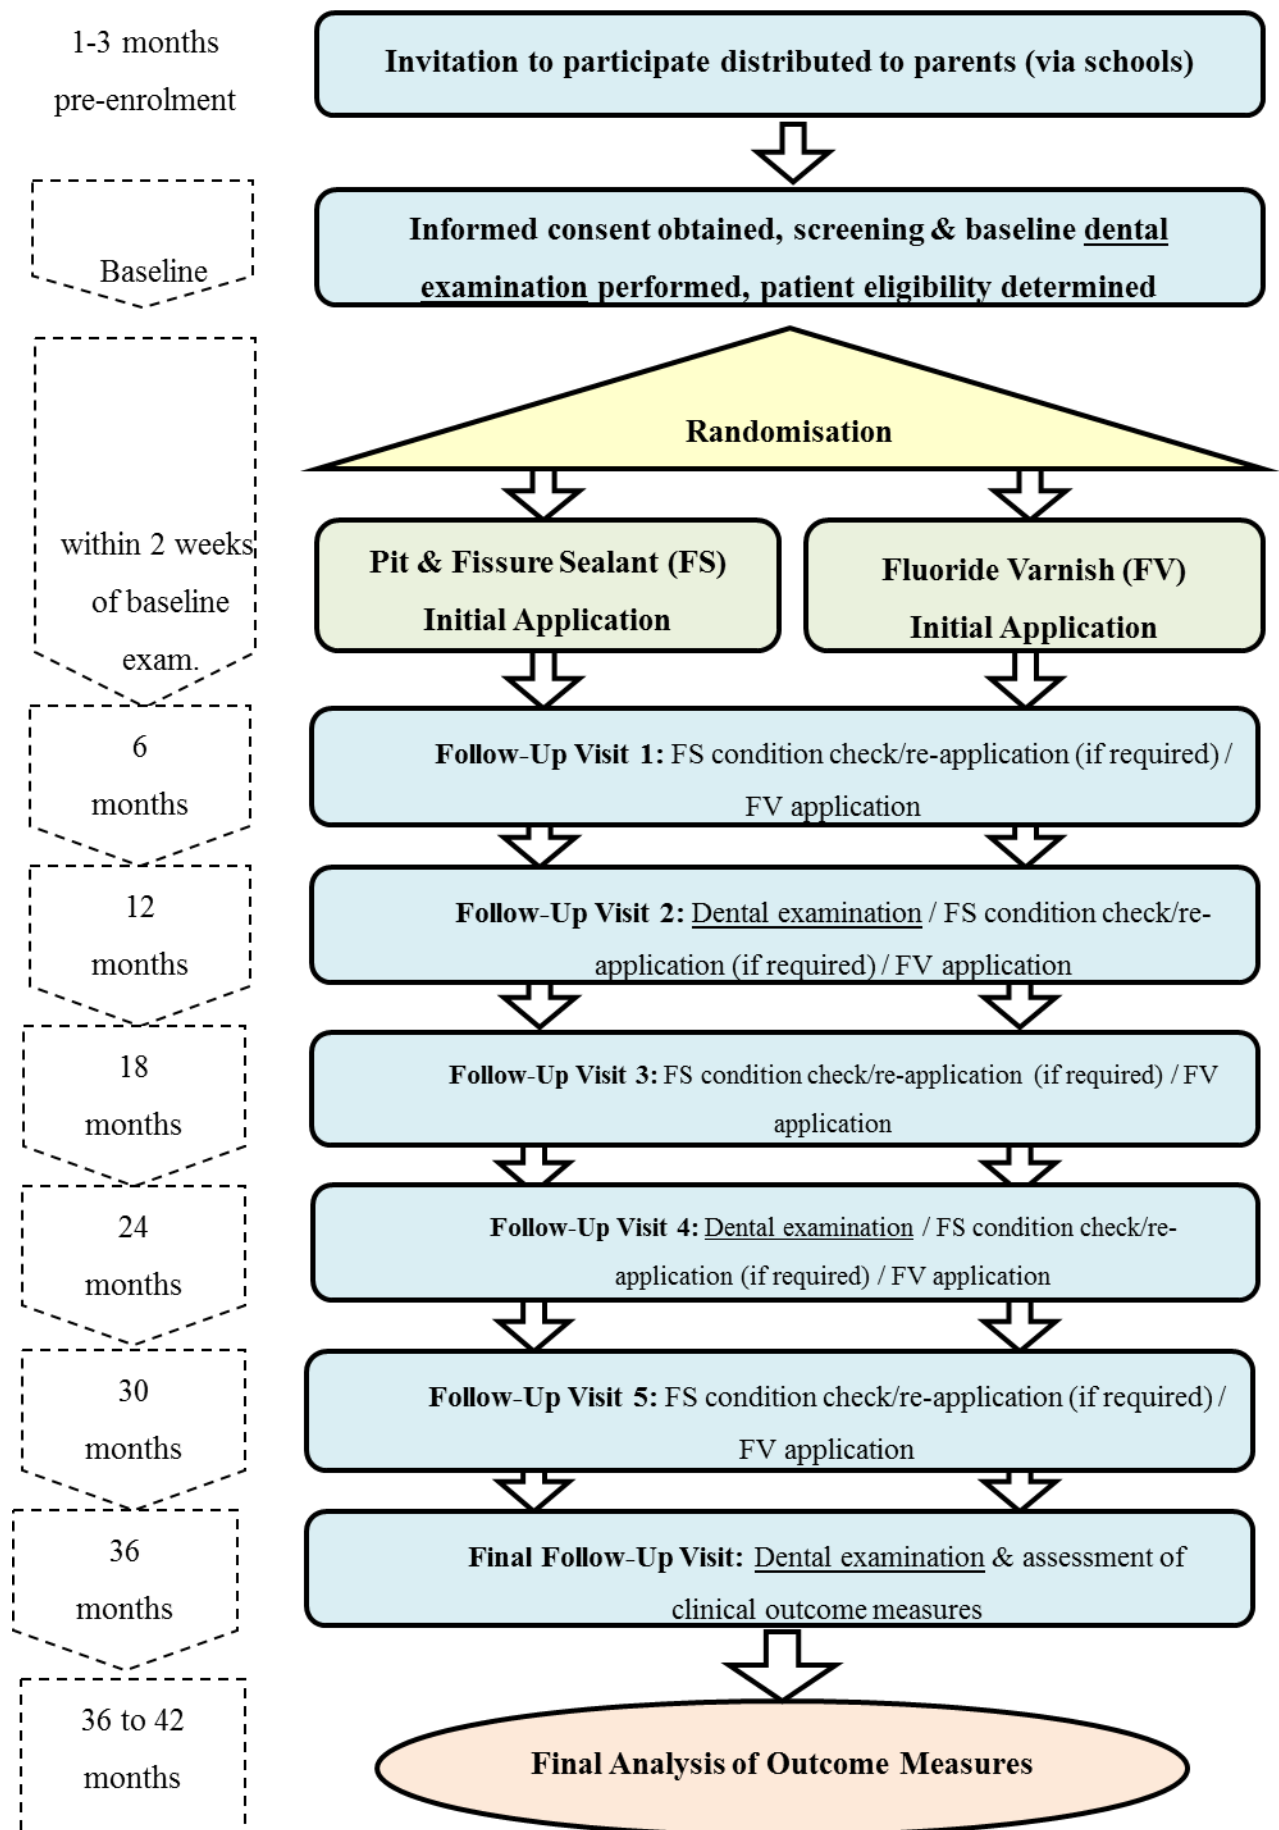 1-3 months
pre-enrolment
Invitation to participate distributed to parents (via schools)
Baseline
Informed consent obtained, screening & baseline dental
examination performed, patient eligibility determined
Randomisation
within 2 weeks
of baseline
exam.
Pit & Fissure Sealant (FS)
Initial Application
Fluoride Varnish (FV)
Initial Application
6
months
Follow-Up Visit 1: FS condition check/re-application (if required) /
FV application
12
months
Follow-Up Visit 2: Dental examination / FS condition check/re-
application (if required) / FV application
18
months
Follow-Up Visit 3: FS condition check/re-application (if required) / FV
application
24
months
Follow-Up Visit 4: Dental examination / FS condition check/re-
application (if required) / FV application
30
months
Follow-Up Visit 5: FS condition check/re-application (if required) /
FV application
36
months
Final Follow-Up Visit: Dental examination & assessment of
clinical outcome measures
36 to 42
months
Final Analysis of Outcome Measures